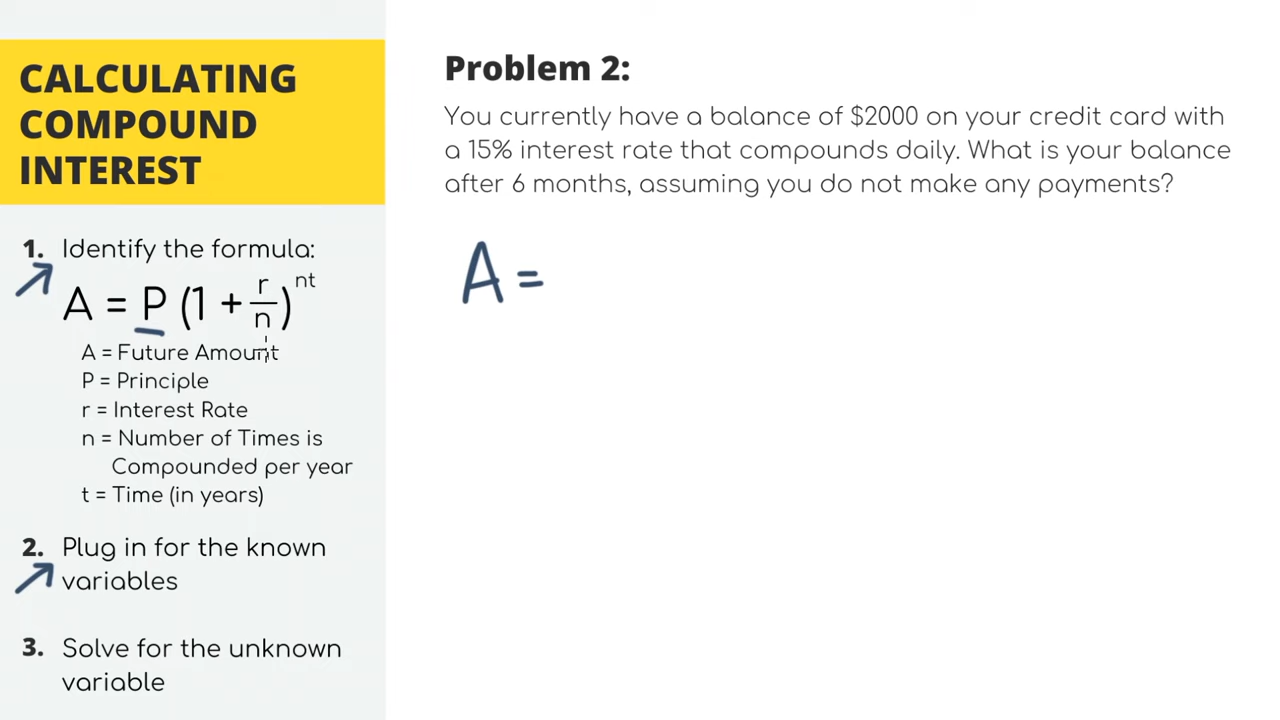 CALCULATING
COMPOUND
INTEREST
1. Identify the formula:
A = P (1 + r/n)^nt
A = Future Amount
P = Principle
r = Interest Rate
n = Number of Times is
Compounded per year
t = Time (in years)
2. Plug in for the known
variables
3. Solve for the unknown
variable
Problem 2:
You currently have a balance of $2000 on your credit card with
a 15% interest rate that compounds daily. What is your balance
after 6 months, assuming you do not make any payments?
A =